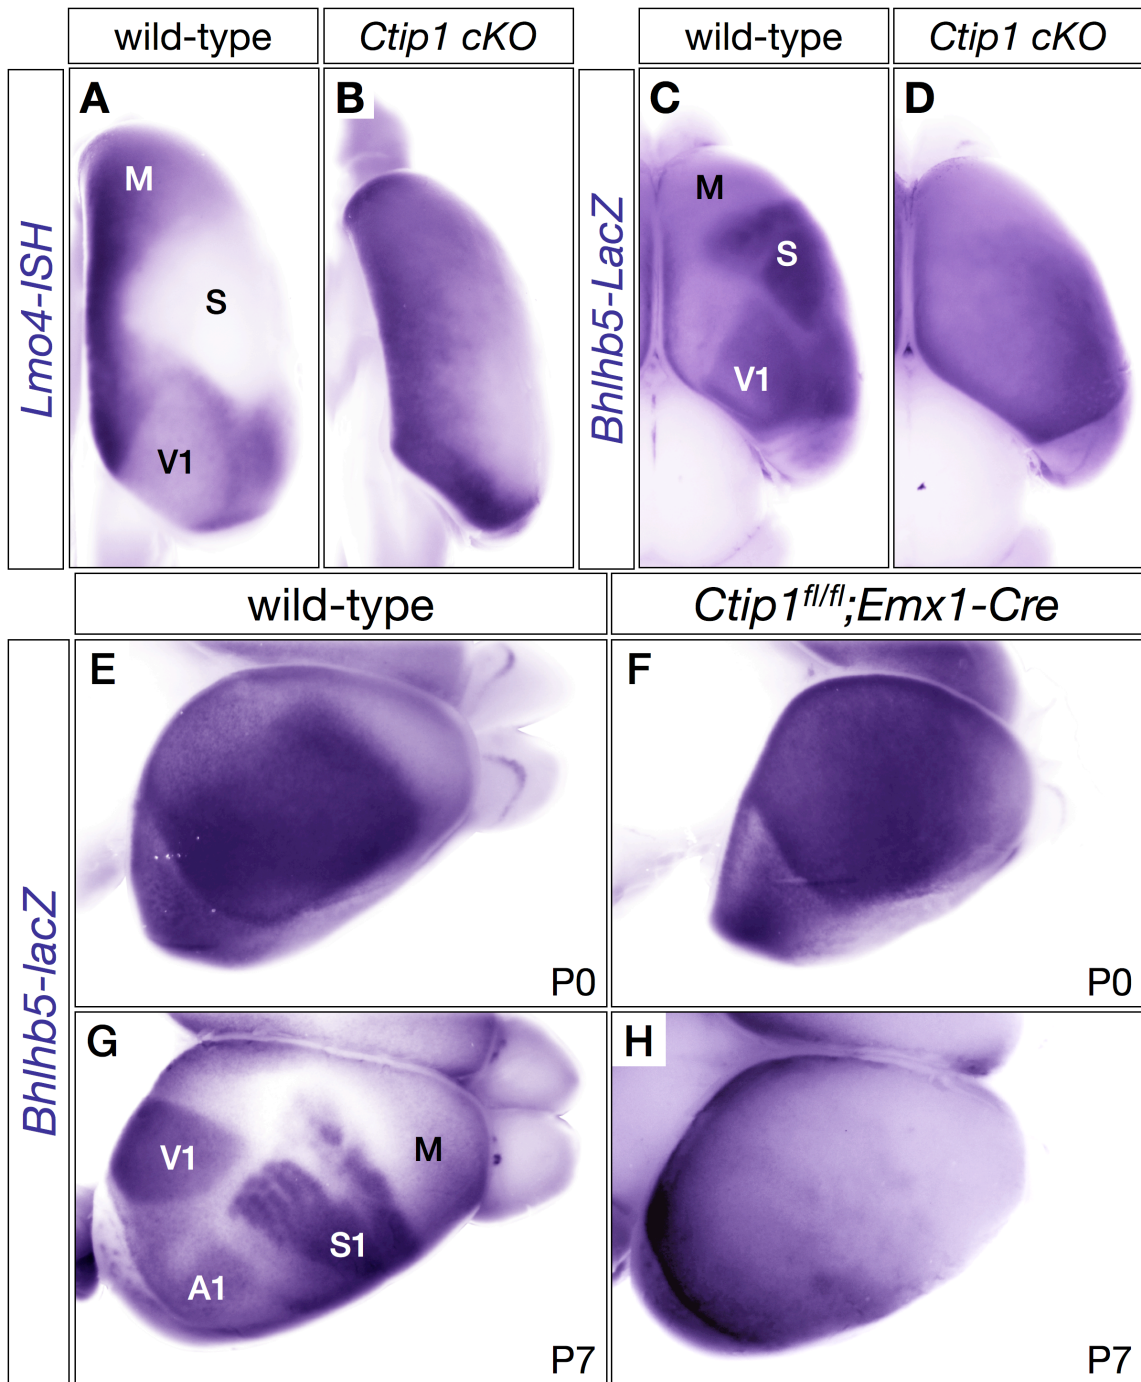 wild-type
Ctip1 cKO
wild-type
Ctip1 cKO
Lmo4-ISH
A
M
S
V1
B
Bhlhb5-LacZ
C
M
S
V1
D
wild-type
Ctip1fl/fl;Emx1-Cre
Bhlhb5-lacZ
E
P0
F
P0
G
V1
M
S1
A1
P7
H
P7